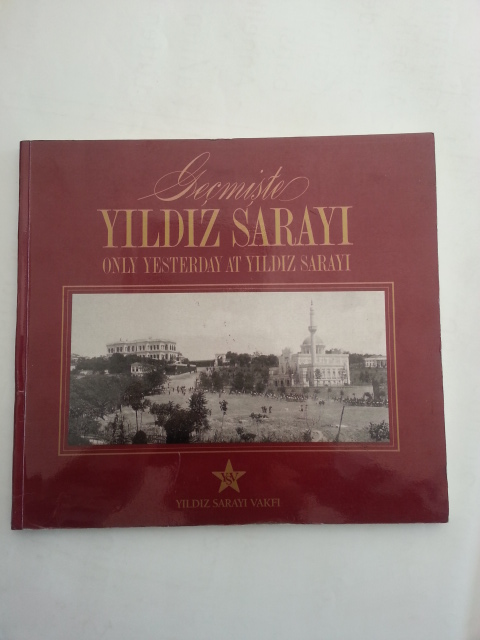 Geçmişte
YILDIZ SARAYI
ONLY YESTERDAY AT YILDIZ SARAYI
YILDIZ SARAYI VAKFI